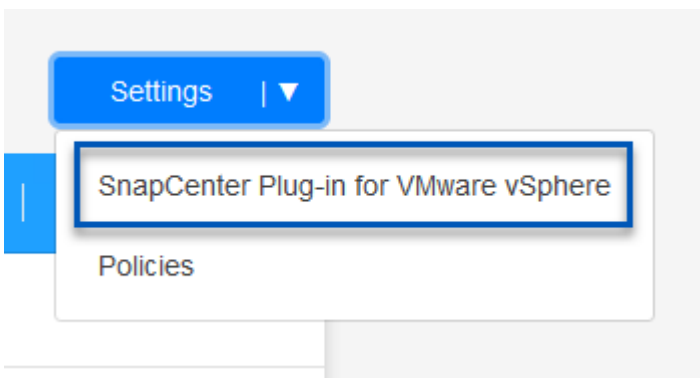 Settings | ▼
SnapCenter Plug-in for VMware vSphere
Policies